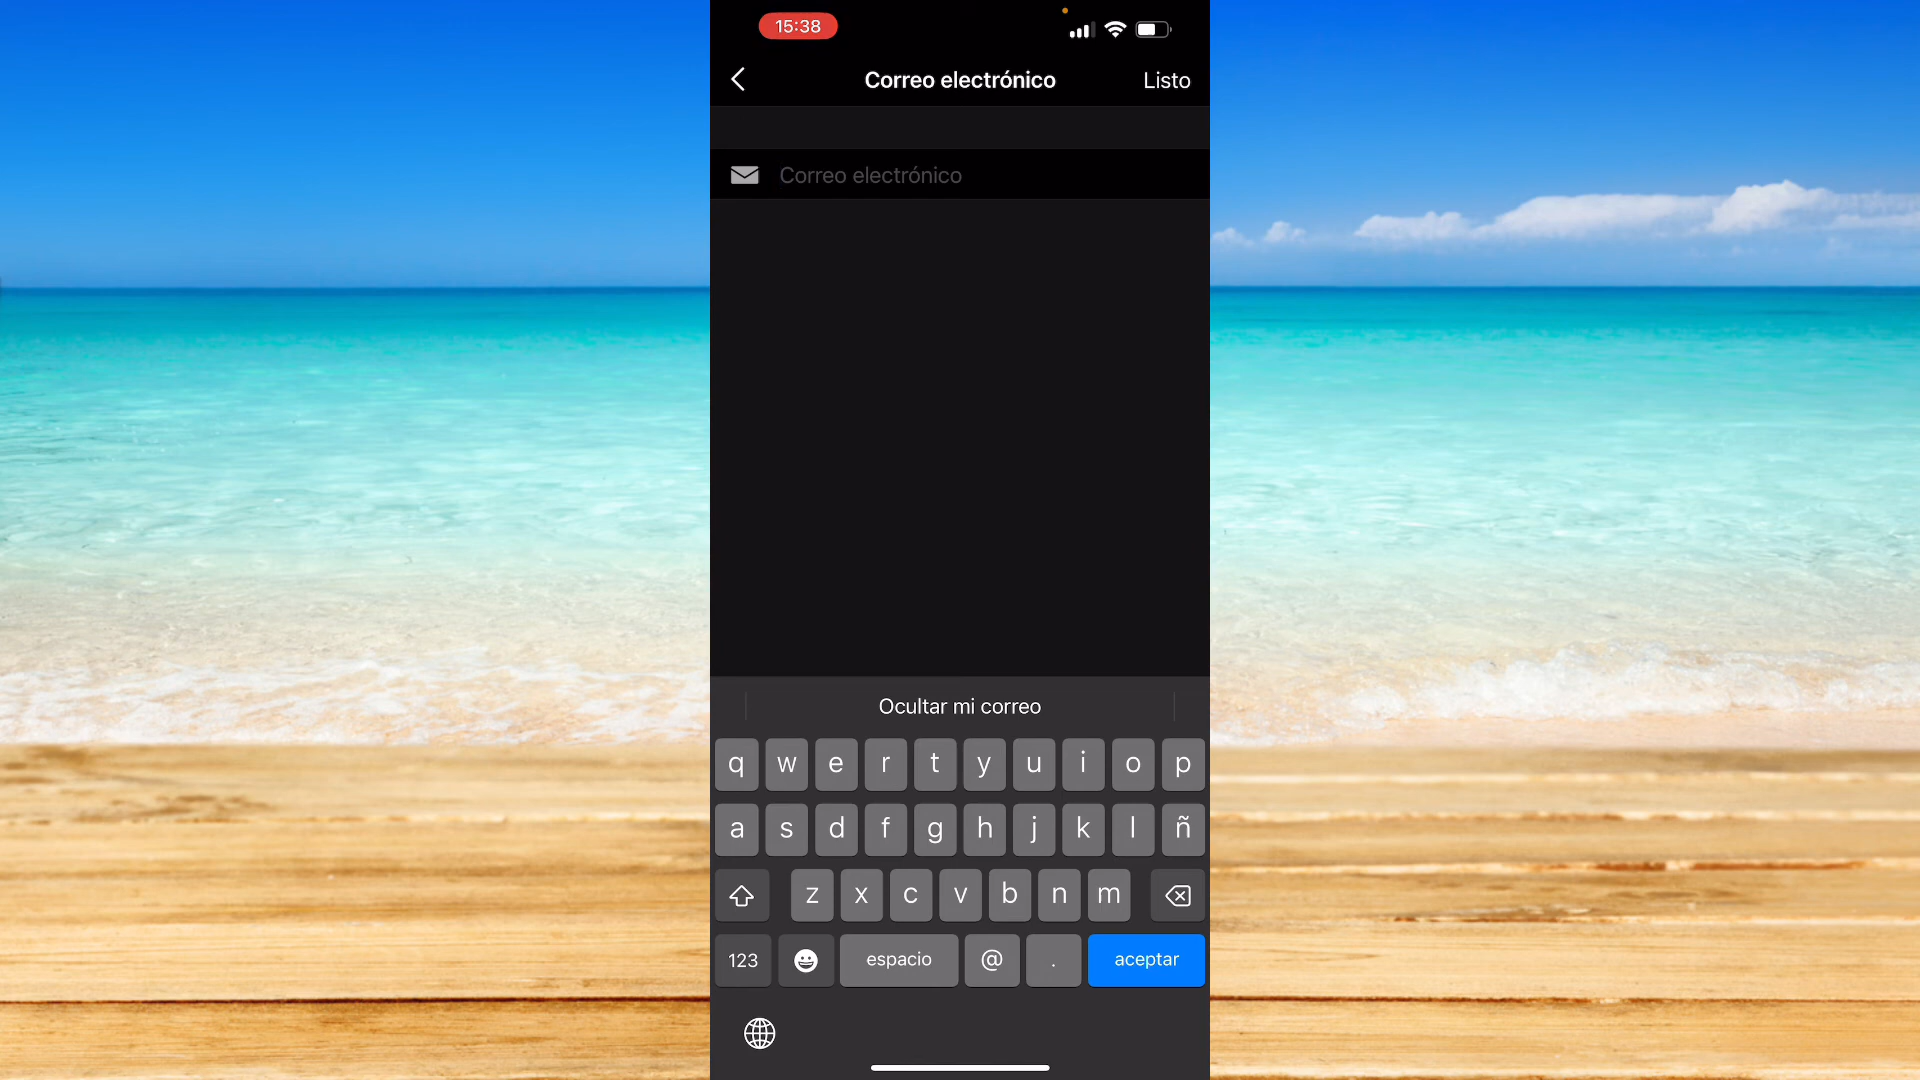 15:38
Correo electrónico
Listo
Correo electrónico
Ocultar mi correo
q w e r t y u i o p
a s d f g h j k l ñ
z x c v b n m
123 espacio @ . aceptar